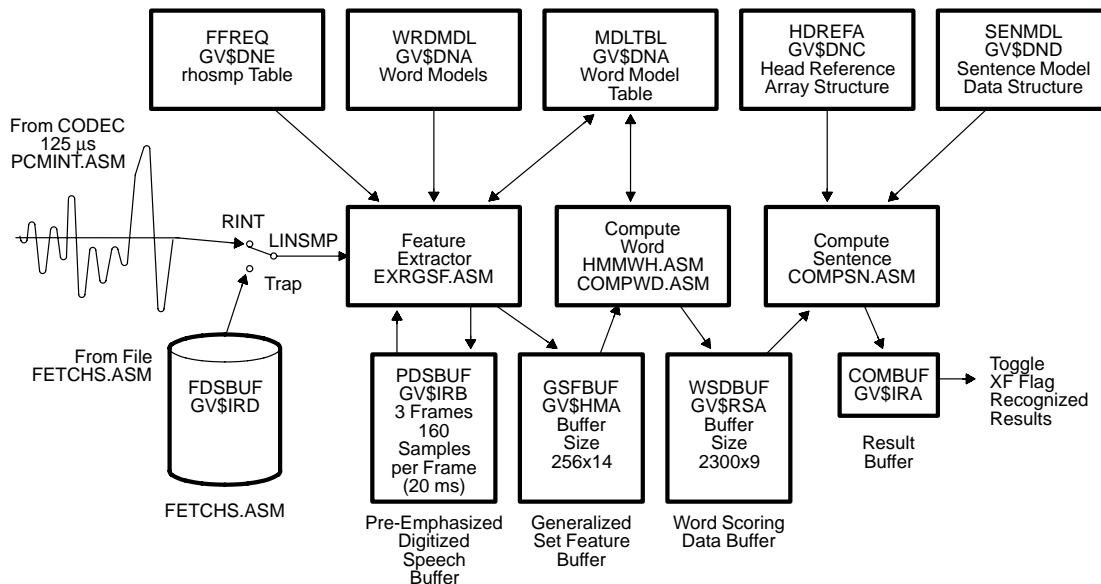 FFREQ
GV$DNE
rhosmp Table
WRDMDL
GV$DNA
Word Models
MDLTBL
GV$DNA
Word Model
Table
HDREFA
GV$DNC
Head Reference
Array Structure
SENMDL
GV$DND
Sentence Model
Data Structure
From CODEC
125 µs
PCMINT.ASM
RINT
LINSMP
Trap
Feature
Extractor
EXRGSF.ASM
Compute
Word
HMMWH.ASM
COMPWD.ASM
Compute
Sentence
COMPSN.ASM
From File
FETCHS.ASM
FDSBUF
GV$IRD
FETCHS.ASM
PDSBUF
GV$IRB
3 Frames
160
Samples
per Frame
(20 ms)
Pre-Emphasized
Digitized
Speech
Buffer
GSFBUF
GV$HMA
Buffer
Size
256x14
Generalized
Set Feature
Buffer
WSDBUF
GV$RSA
Buffer
Size
2300x9
Word Scoring
Data Buffer
COMBUF
GV$IRA
Result
Buffer
Toggle
XF Flag
Recognized
Results